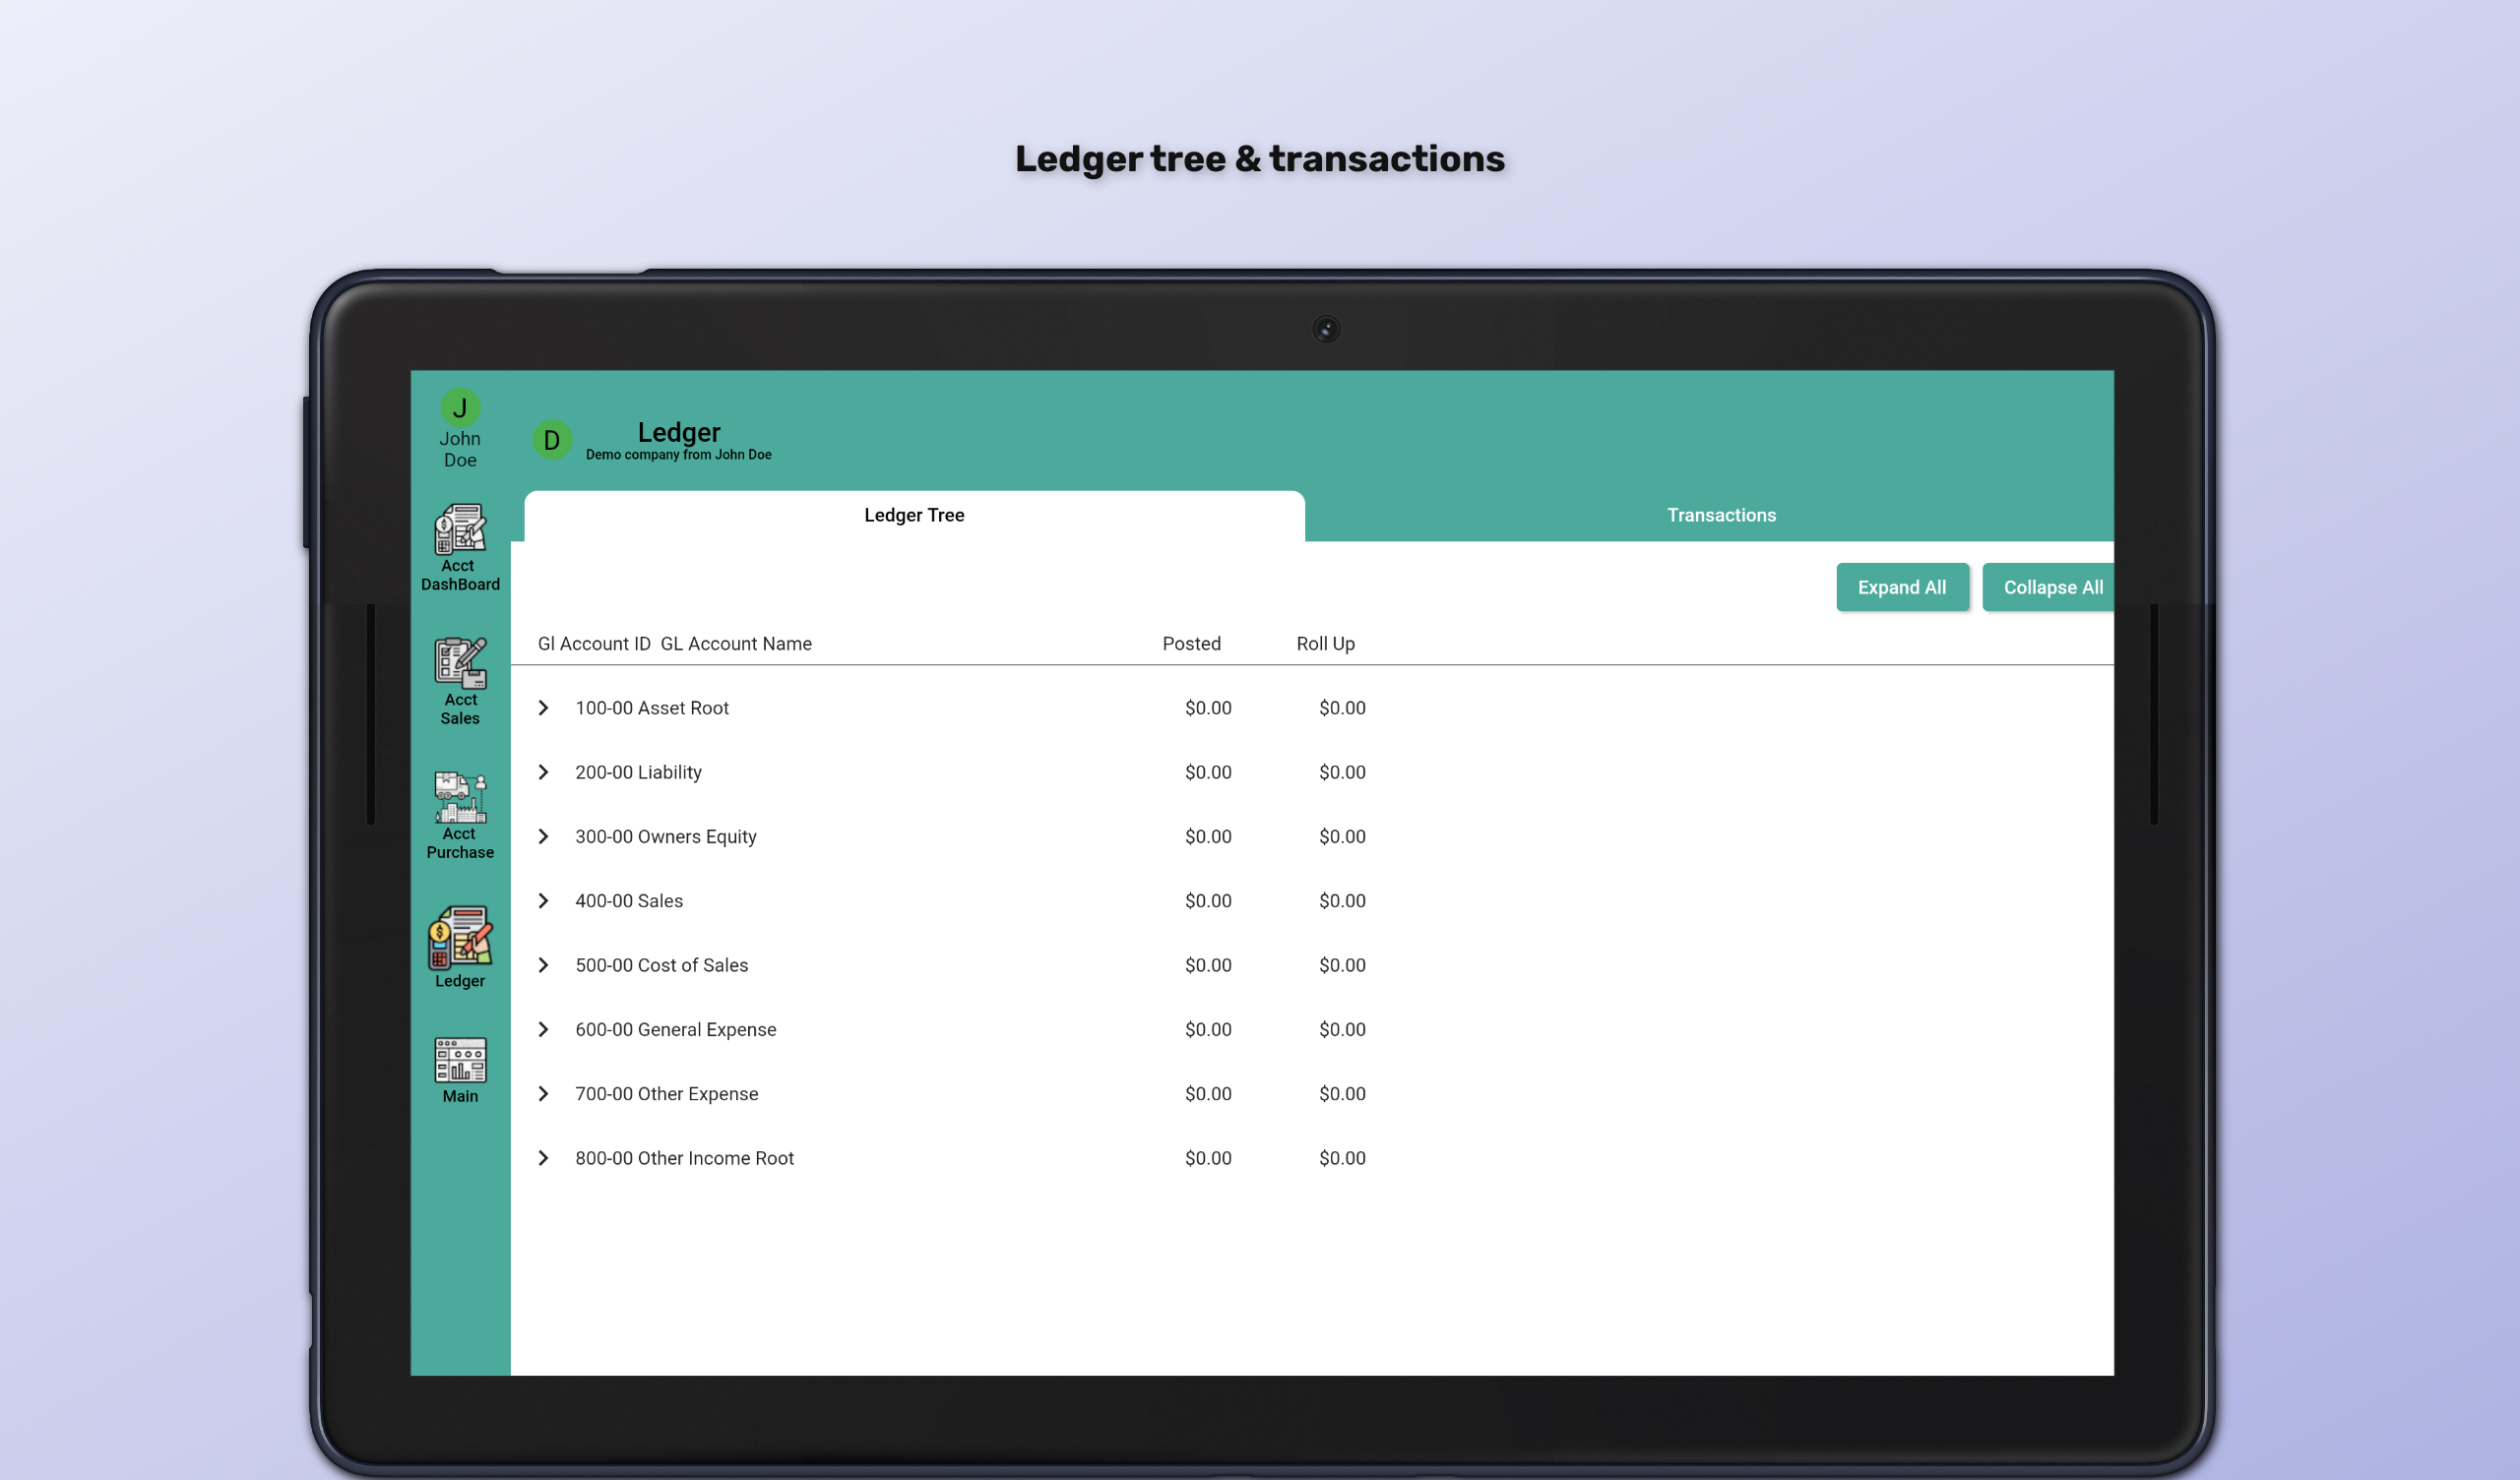 Ledger tree & transactions
J
John
Doe
D
Ledger
Demo company from John Doe
Acct
DashBoard
Acct
Sales
Acct
Purchase
Ledger
Main
Ledger Tree
Transactions
Expand All
Collapse All
Gl Account ID GL Account Name Posted Roll Up
100-00 Asset Root $0.00 $0.00
200-00 Liability $0.00 $0.00
300-00 Owners Equity $0.00 $0.00
400-00 Sales $0.00 $0.00
500-00 Cost of Sales $0.00 $0.00
600-00 General Expense $0.00 $0.00
700-00 Other Expense $0.00 $0.00
800-00 Other Income Root $0.00 $0.00